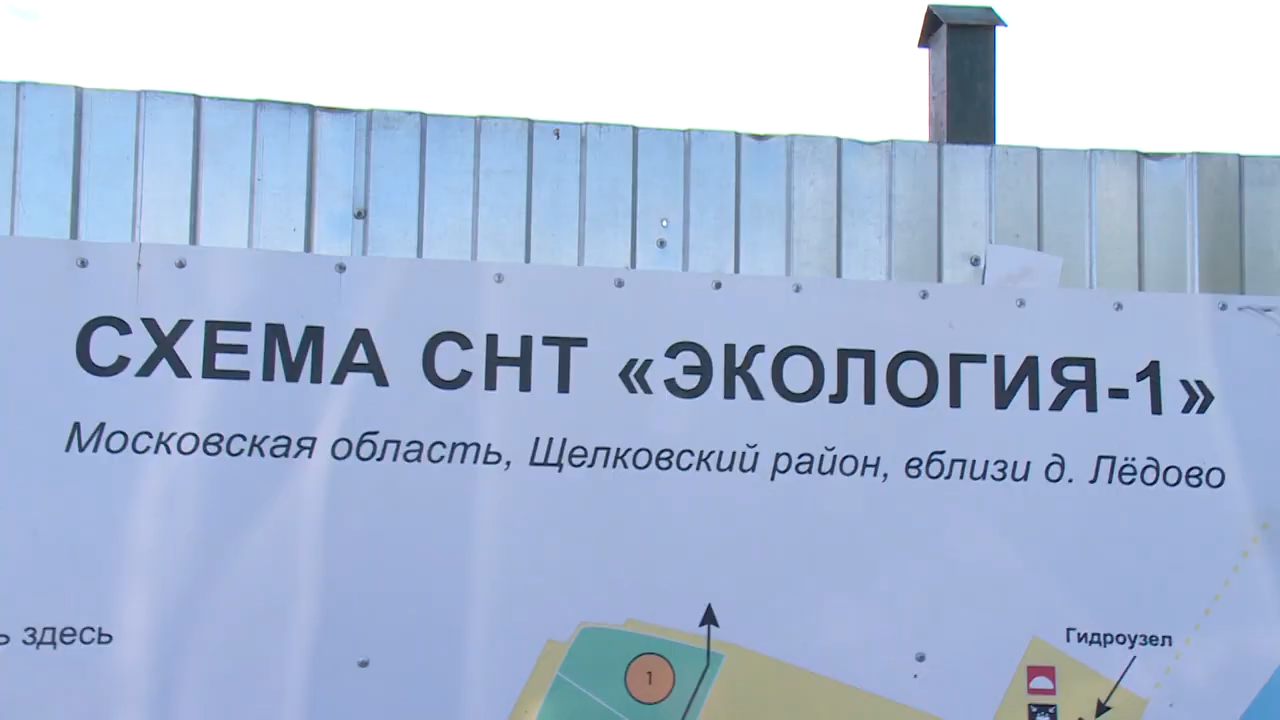 СХЕМА СНТ «ЭКОЛОГИЯ-1»
Московская область, Щелковский район, вблизи д. Лёдово
здесь
Гидроузел
1